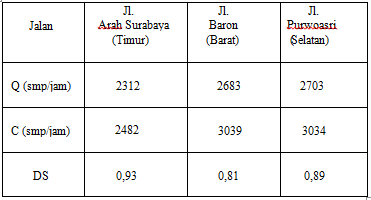 Jalan
Jl.
Arah Surabaya
(Timur)
Jl.
Baron
(Barat)
Jl.
Purwoasri
(Selatan)
Q (smp/jam) 2312 2683 2703
C (smp/jam) 2482 3039 3034
DS 0,93 0,81 0,89